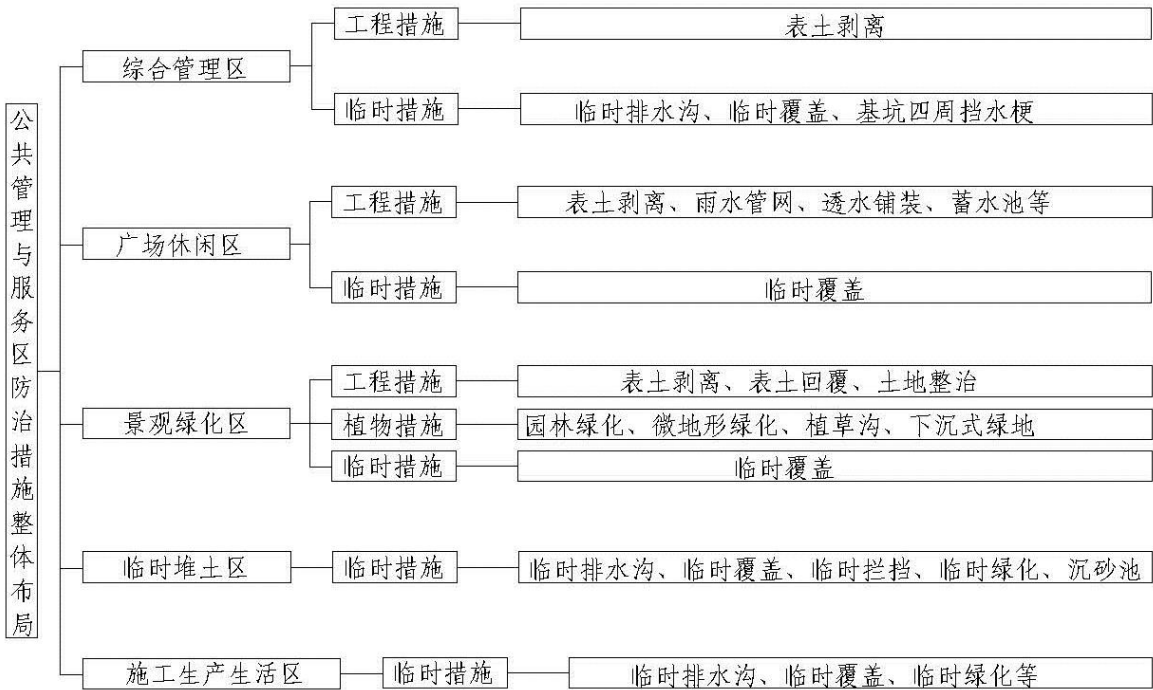 公共管理与服务区防治措施整体布局
综合管理区
工程措施
表土剥离
临时措施
临时排水沟、临时覆盖、基坑四周挡水梗
广场休闲区
工程措施
表土剥离、雨水管网、透水铺装、蓄水池等
临时措施
临时覆盖
景观绿化区
工程措施
表土剥离、表土回覆、土地整治
植物措施
园林绿化、微地形绿化、植草沟、下沉式绿地
临时措施
临时覆盖
临时堆土区
临时措施
临时排水沟、临时覆盖、临时拦挡、临时绿化、沉砂池
施工生产生活区
临时措施
临时排水沟、临时覆盖、临时绿化等